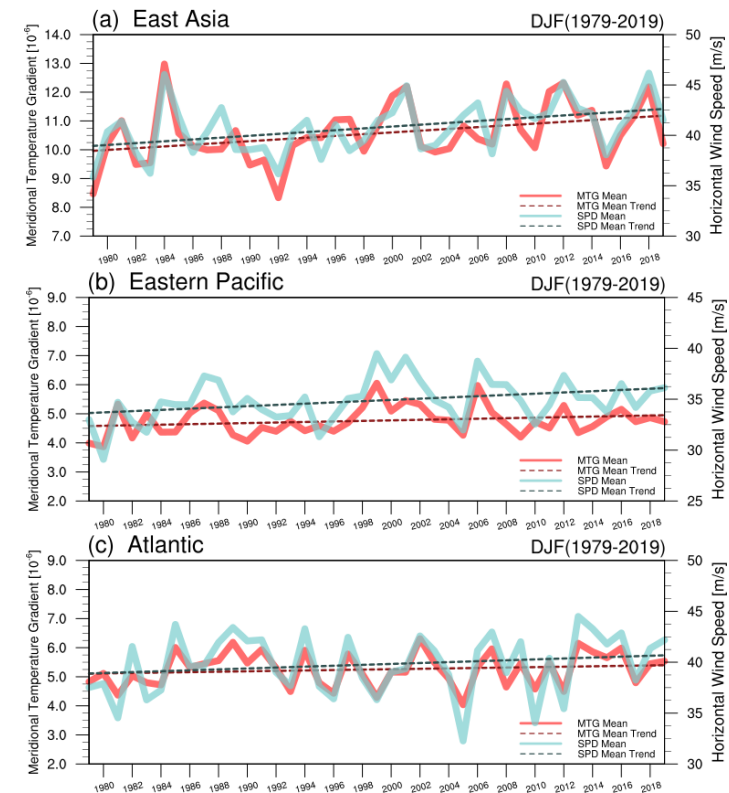 (a) East Asia DJF(1979-2019)
Meridional Temperature Gradient [10⁻⁶]
14.0
13.0
12.0
11.0
10.0
9.0
8.0
7.0
50
45
40
35
30
Horizontal Wind Speed [m/s]
MTG Mean
MTG Mean Trend
SPD Mean
SPD Mean Trend
1980 1982 1984 1986 1988 1990 1992 1994 1996 1998 2000 2002 2004 2006 2008 2010 2012 2014 2016 2018
(b) Eastern Pacific DJF(1979-2019)
Meridional Temperature Gradient [10⁻⁶]
9.0
8.0
7.0
6.0
5.0
4.0
3.0
2.0
45
40
35
30
25
Horizontal Wind Speed [m/s]
MTG Mean
MTG Mean Trend
SPD Mean
SPD Mean Trend
1980 1982 1984 1986 1988 1990 1992 1994 1996 1998 2000 2002 2004 2006 2008 2010 2012 2014 2016 2018
(c) Atlantic DJF(1979-2019)
Meridional Temperature Gradient [10⁻⁶]
9.0
8.0
7.0
6.0
5.0
4.0
3.0
2.0
50
45
40
35
30
Horizontal Wind Speed [m/s]
MTG Mean
MTG Mean Trend
SPD Mean
SPD Mean Trend
1980 1982 1984 1986 1988 1990 1992 1994 1996 1998 2000 2002 2004 2006 2008 2010 2012 2014 2016 2018